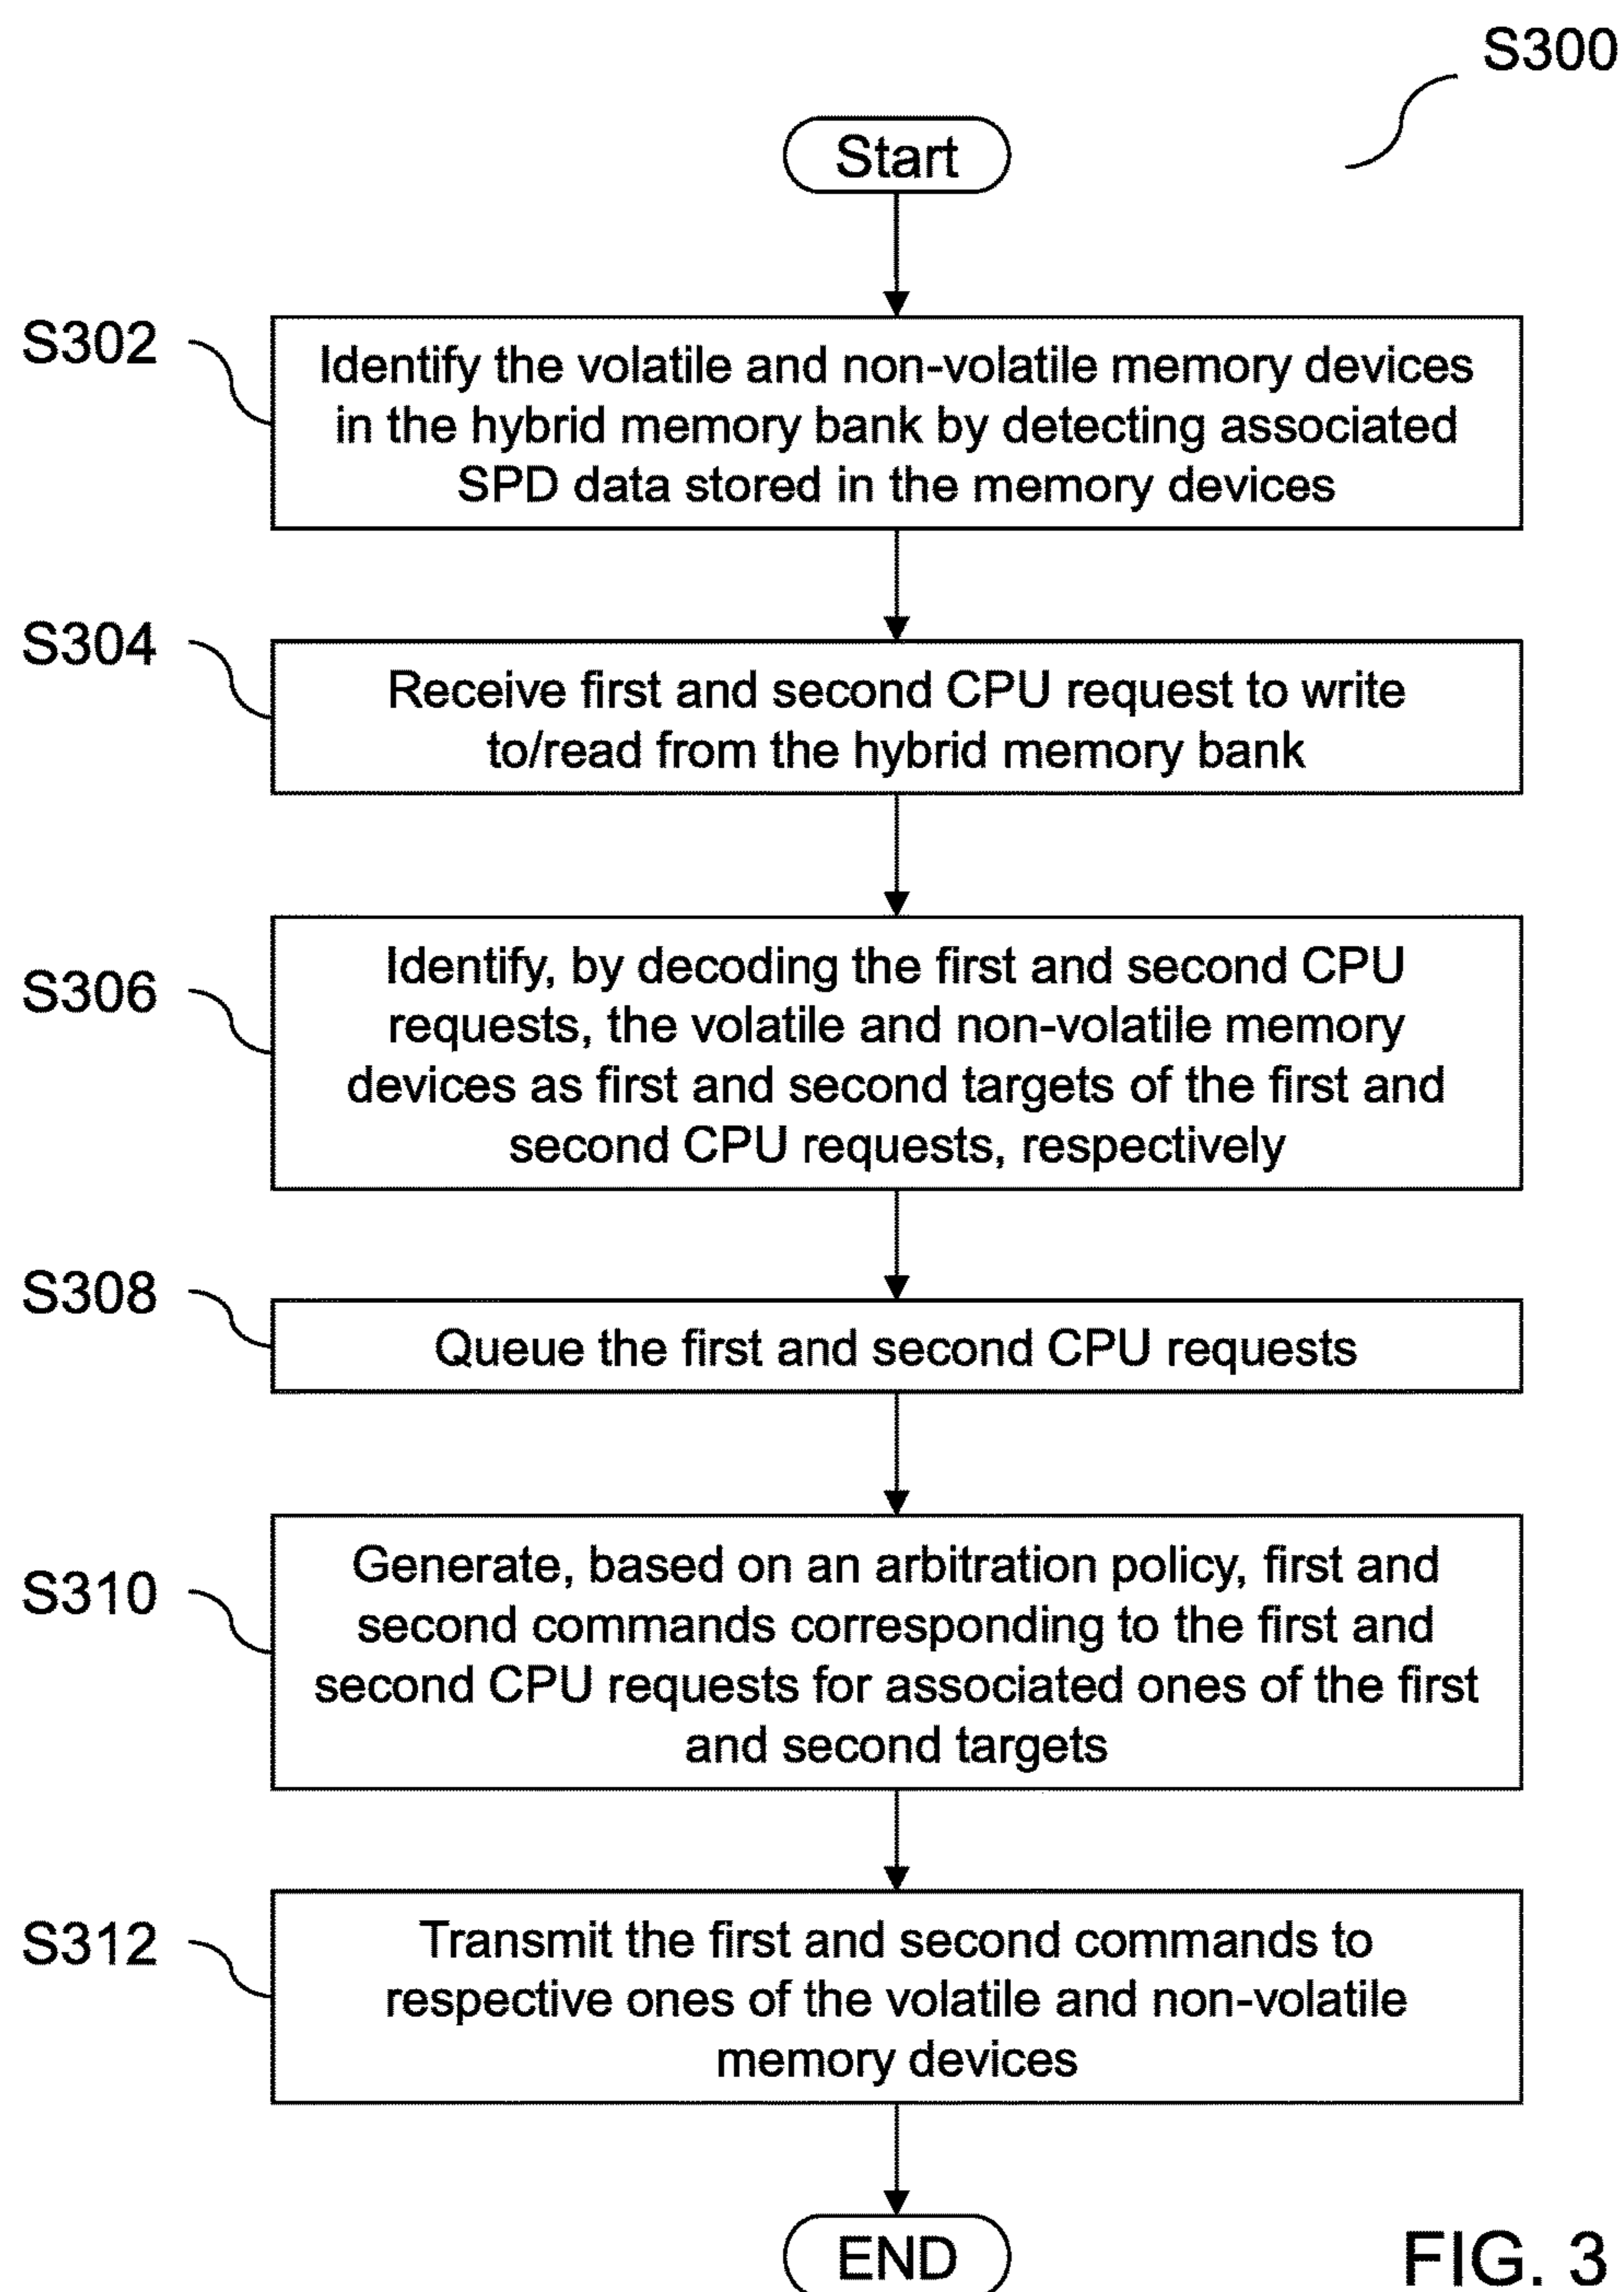 S300
Start
S302
Identify the volatile and non-volatile memory devices
in the hybrid memory bank by detecting associated
SPD data stored in the memory devices
S304
Receive first and second CPU request to write
to/read from the hybrid memory bank
S306
Identify, by decoding the first and second CPU
requests, the volatile and non-volatile memory
devices as first and second targets of the first and
second CPU requests, respectively
S308
Queue the first and second CPU requests
S310
Generate, based on an arbitration policy, first and
second commands corresponding to the first and
second CPU requests for associated ones of the first
and second targets
S312
Transmit the first and second commands to
respective ones of the volatile and non-volatile
memory devices
END
FIG. 3